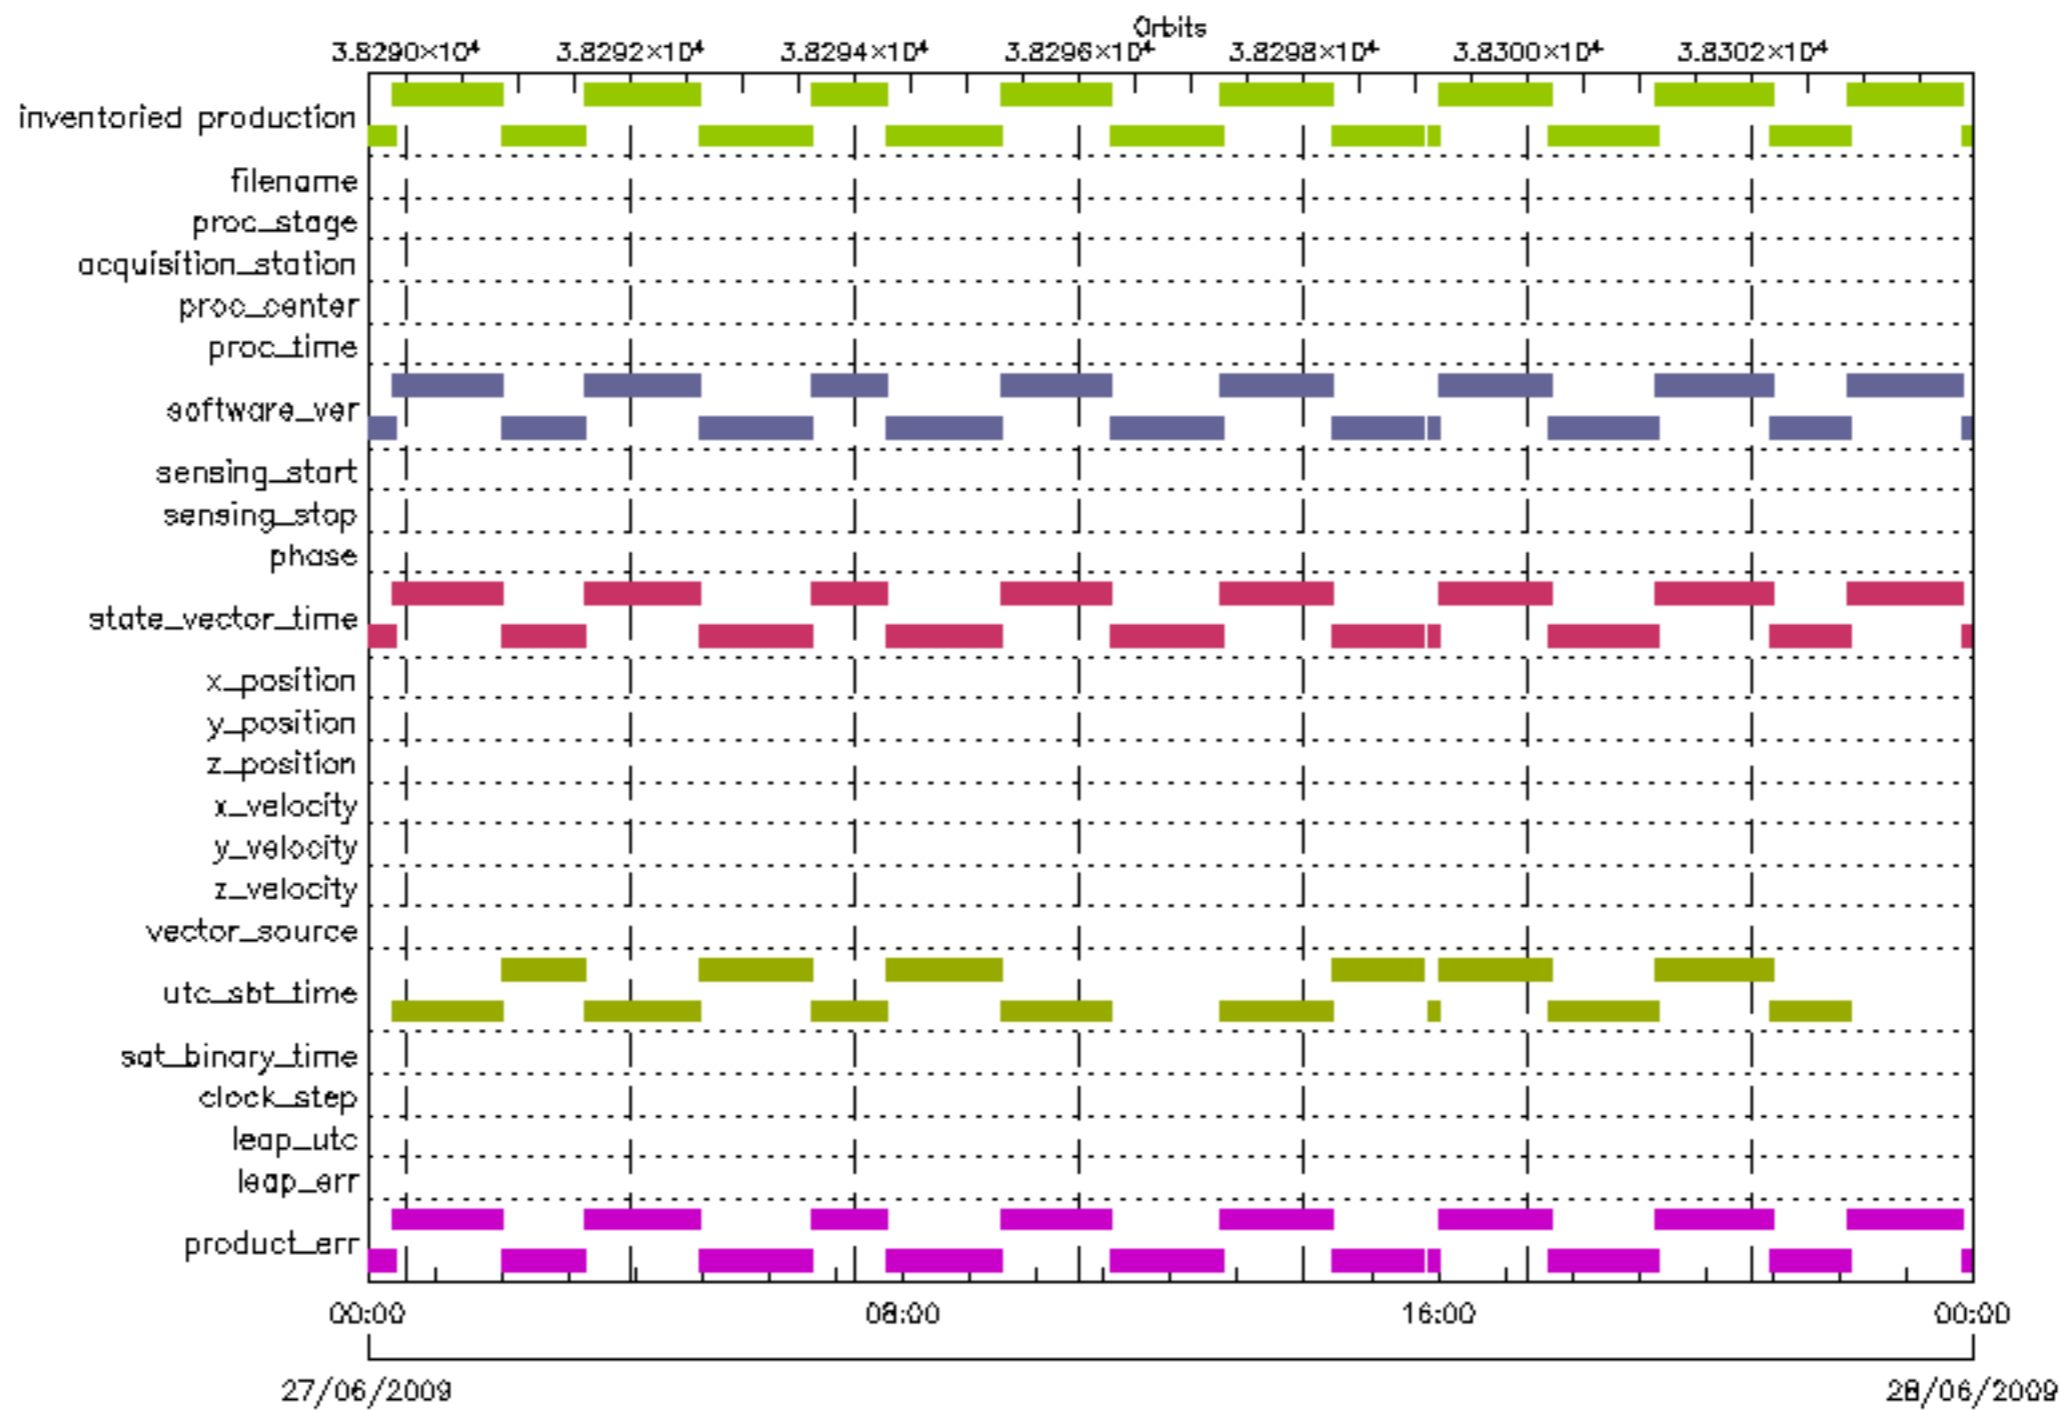 Orbits
3.8290×10⁴ 3.8292×10⁴ 3.8294×10⁴ 3.8296×10⁴ 3.8298×10⁴ 3.8300×10⁴ 3.8302×10⁴
inventoried production
filename
proc_stage
acquisition_station
proc_center
proc_time
software_ver
sensing_start
sensing_stop
phase
state_vector_time
x_position
y_position
z_position
x_velocity
y_velocity
z_velocity
vector_source
utc_sbt_time
sat_binary_time
clock_step
leap_utc
leap_err
product_err
00:00 08:00 16:00 00:00
27/06/2009 28/06/2009